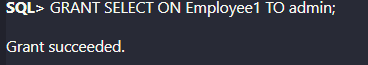 SQL> GRANT SELECT ON Employee1 TO admin;
Grant succeeded.